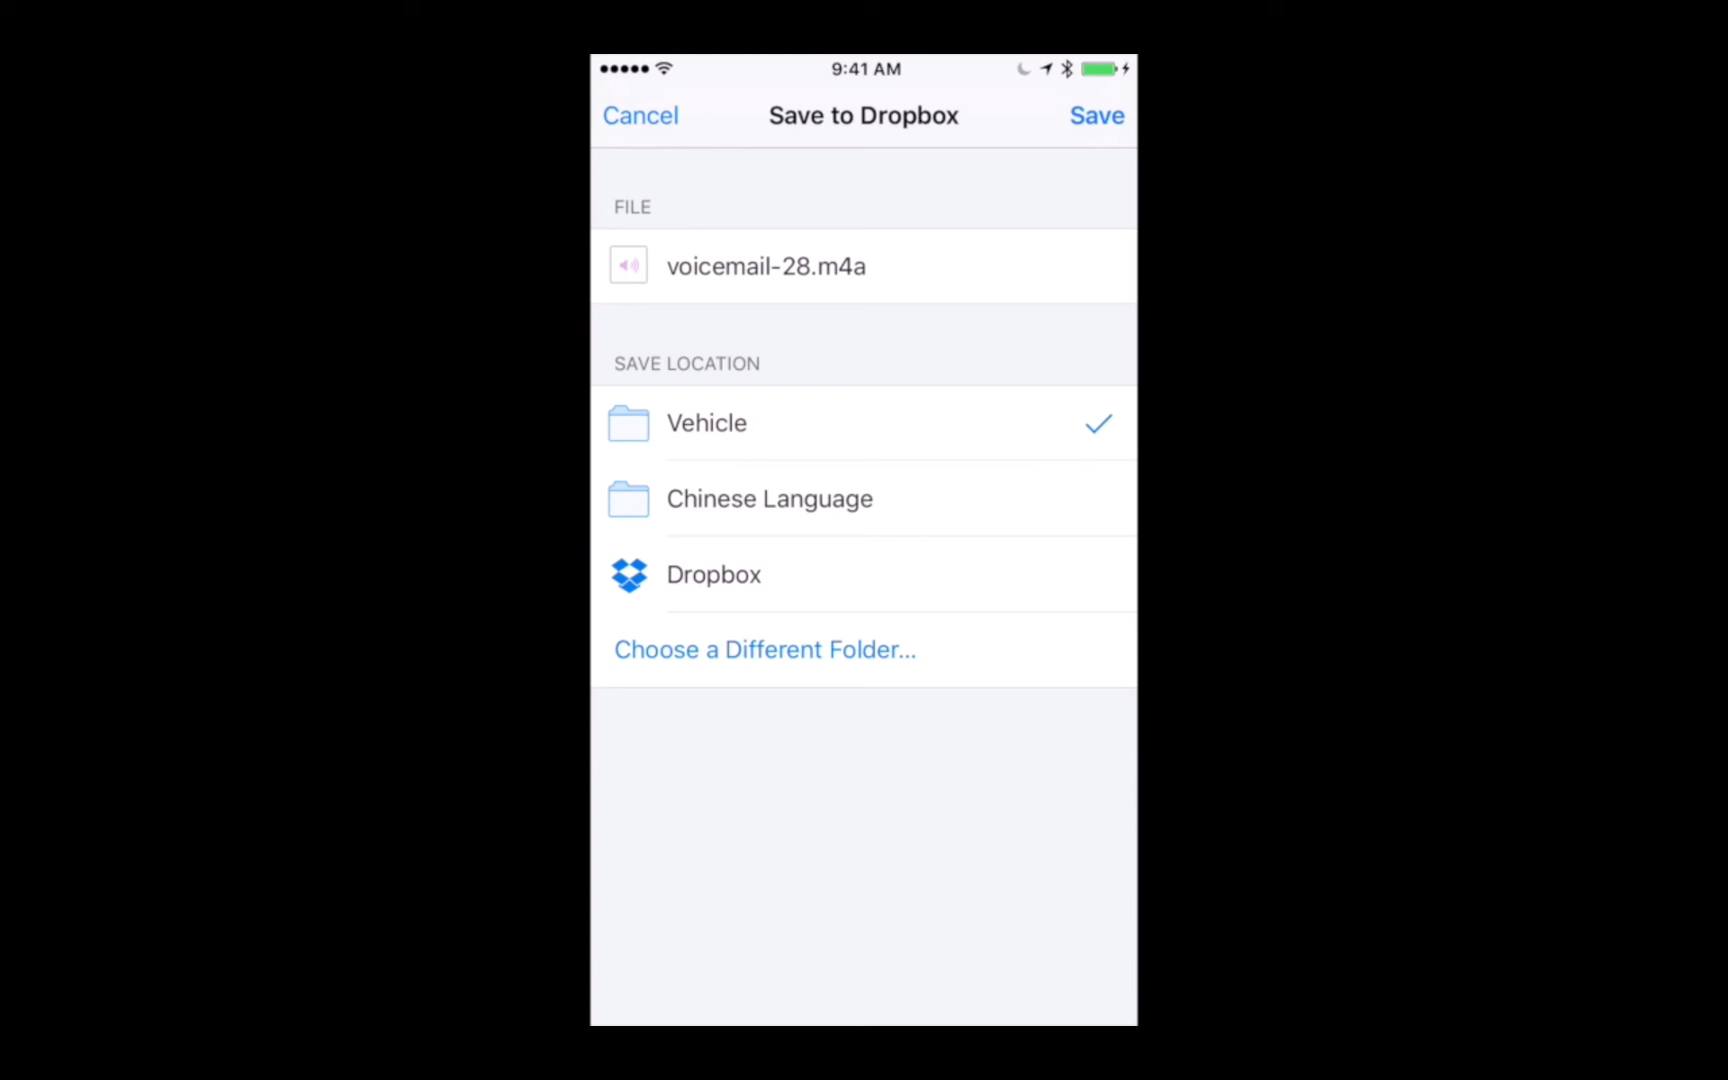 9:41 AM
Cancel Save to Dropbox Save
FILE
voicemail-28.m4a
SAVE LOCATION
Vehicle
Chinese Language
Dropbox
Choose a Different Folder...